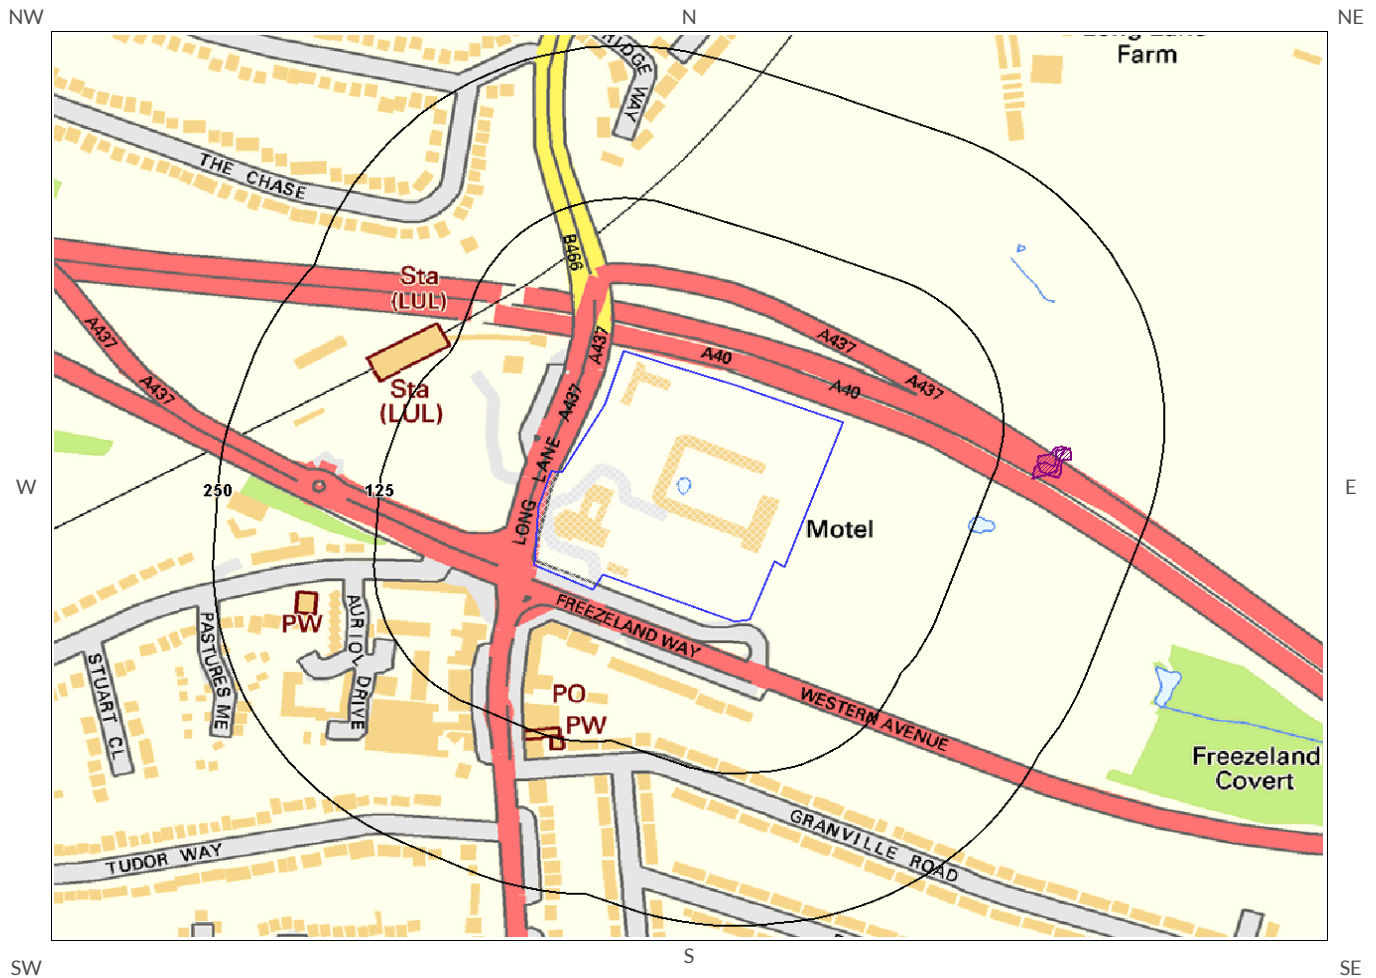 NW
N
NE
RIDGE WAY
Farm
THE CHASE
B466
Sta
(LUL)
A437
A437
A437
A437
A437
A437
A40
A40
Sta
(LUL)
LONG LANE
W
250
125
E
Motel
FREEZELAND WAY
PW
AURIOL DRIVE
PASTURES ME
STUART CL
PO
PW
WESTERN AVENUE
Freezeland
Covert
GRANVILLE ROAD
TUDOR WAY
SW
S
SE